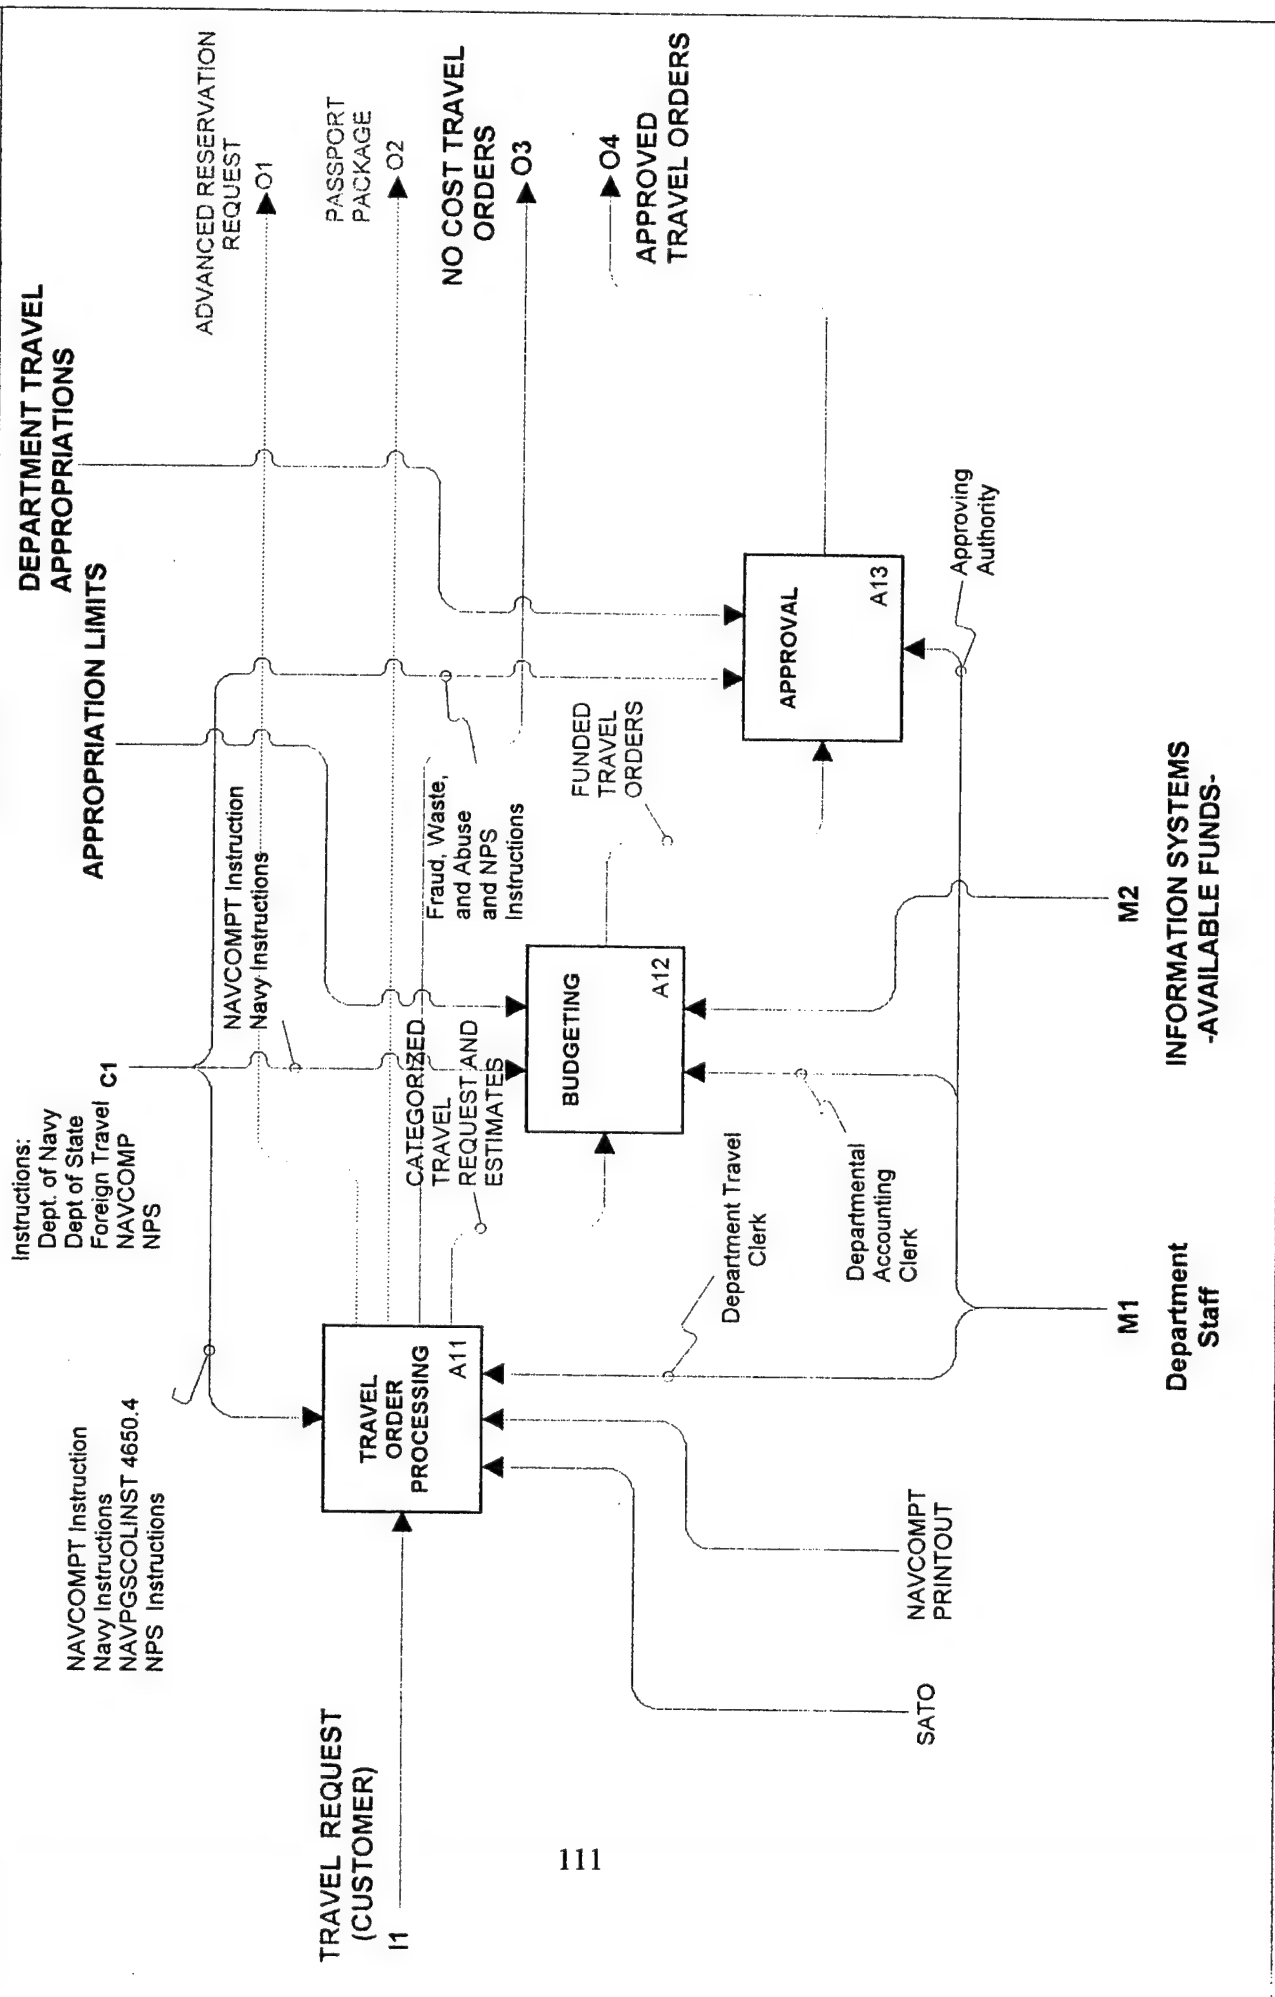 Instructions:
Dept. of Navy
Dept of State
Foreign Travel
NAVCOMP
NPS
C1
DEPARTMENT TRAVEL
APPROPRIATIONS
APPROPRIATION LIMITS
NAVCOMPT Instruction
Navy Instructions
NAVPGSCOLINST 4650.4
NPS Instructions
NAVCOMPT Instruction
Navy Instructions
ADVANCED RESERVATION
REQUEST
O1
PASSPORT
PACKAGE
O2
NO COST TRAVEL
ORDERS
O3
O4
APPROVED
TRAVEL ORDERS
TRAVEL REQUEST
(CUSTOMER)
I1
TRAVEL
ORDER
PROCESSING
A11
CATEGORIZED
TRAVEL
REQUEST AND
ESTIMATES
Fraud, Waste,
and Abuse
and NPS
Instructions
BUDGETING
A12
FUNDED
TRAVEL
ORDERS
APPROVAL
A13
Department Travel
Clerk
Departmental
Accounting
Clerk
Approving
Authority
SATO
NAVCOMPT
PRINTOUT
M1
Department
Staff
M2
INFORMATION SYSTEMS
-AVAILABLE FUNDS-
111